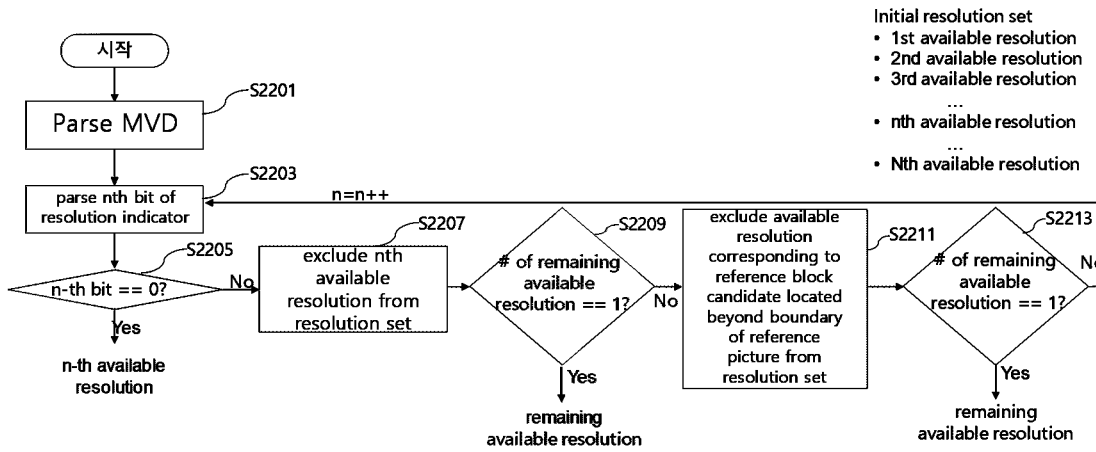 시작
S2201
Parse MVD
S2203
parse nth bit of
resolution indicator
n=n++
S2205
n-th bit == 0?
No
Yes
n-th available
resolution
S2207
exclude nth
available
resolution from
resolution set
S2209
# of remaining
available
resolution == 1?
No
Yes
remaining
available resolution
S2211
exclude available
resolution
corresponding to
reference block
candidate located
beyond boundary
of reference
picture from
resolution set
S2213
# of remaining
available
resolution == 1?
No
Yes
remaining
available resolution
Initial resolution set
• 1st available resolution
• 2nd available resolution
• 3rd available resolution
...
• nth available resolution
...
• Nth available resolution